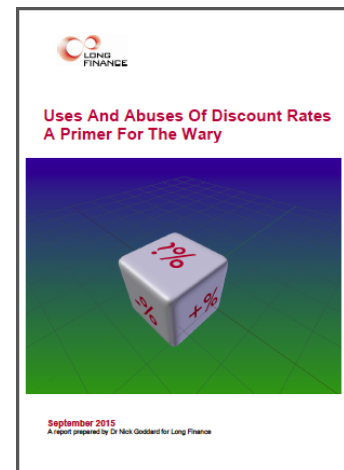 LONG
FINANCE
Uses And Abuses Of Discount Rates
A Primer For The Wary
?%
-%
+%
September 2015
A report prepared by Dr Nick Goddard for Long Finance